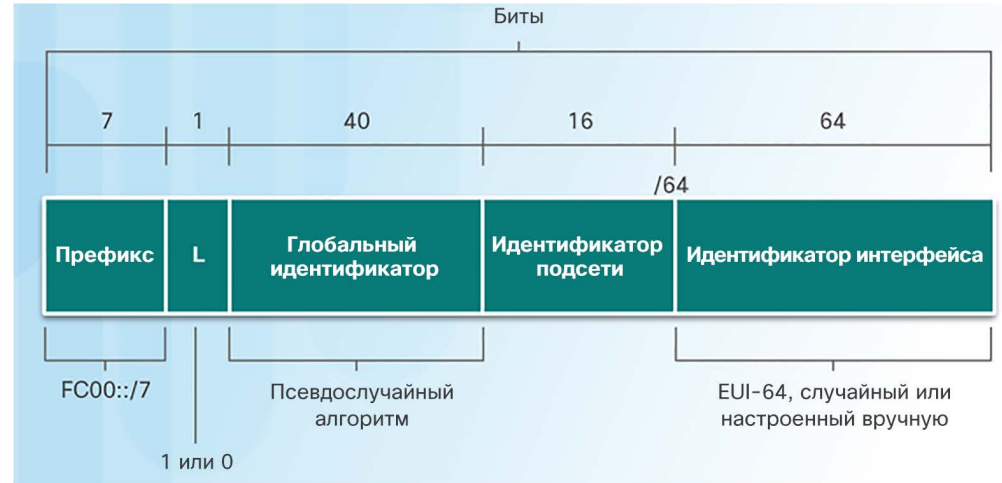 Биты
7 1 40 16 64
/64
Префикс
L
Глобальный
идентификатор
Идентификатор
подсети
Идентификатор интерфейса
FC00::/7
1 или 0
Псевдослучайный
алгоритм
EUI-64, случайный или
настроенный вручную